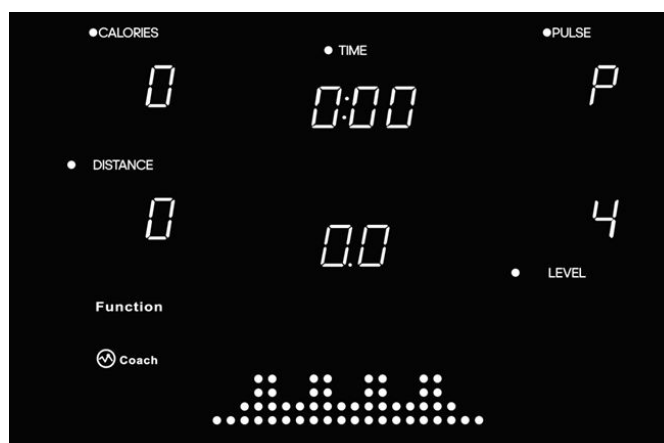 CALORIES
TIME
PULSE
0
0:00
P
DISTANCE
0
0.0
4
LEVEL
Function
Coach